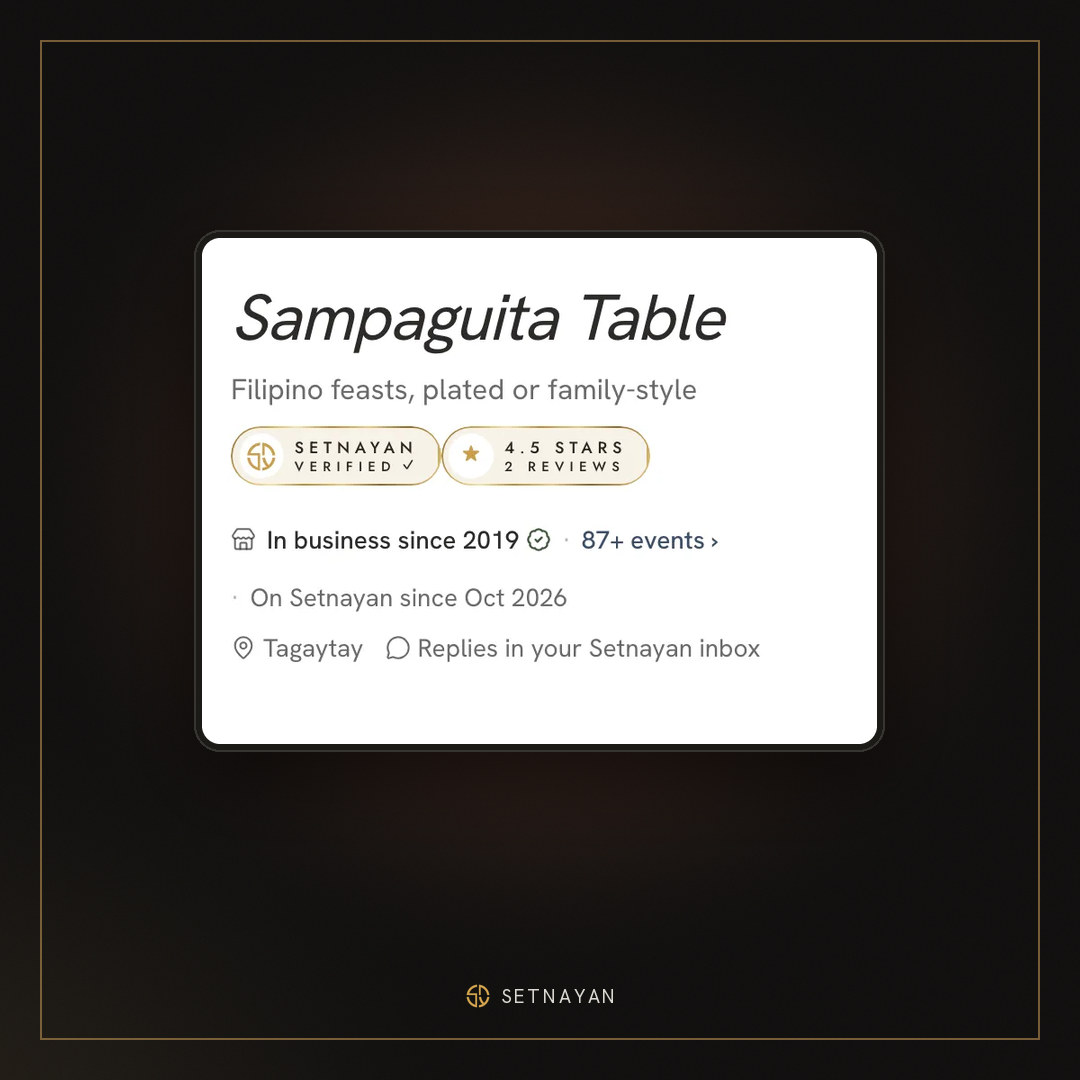 Sampaguita Table
Filipino feasts, plated or family-style
SETNAYAN
VERIFIED ✓
4.5 STARS
2 REVIEWS
In business since 2019 · 87+ events ›
· On Setnayan since Oct 2026
Tagaytay Replies in your Setnayan inbox
SETNAYAN